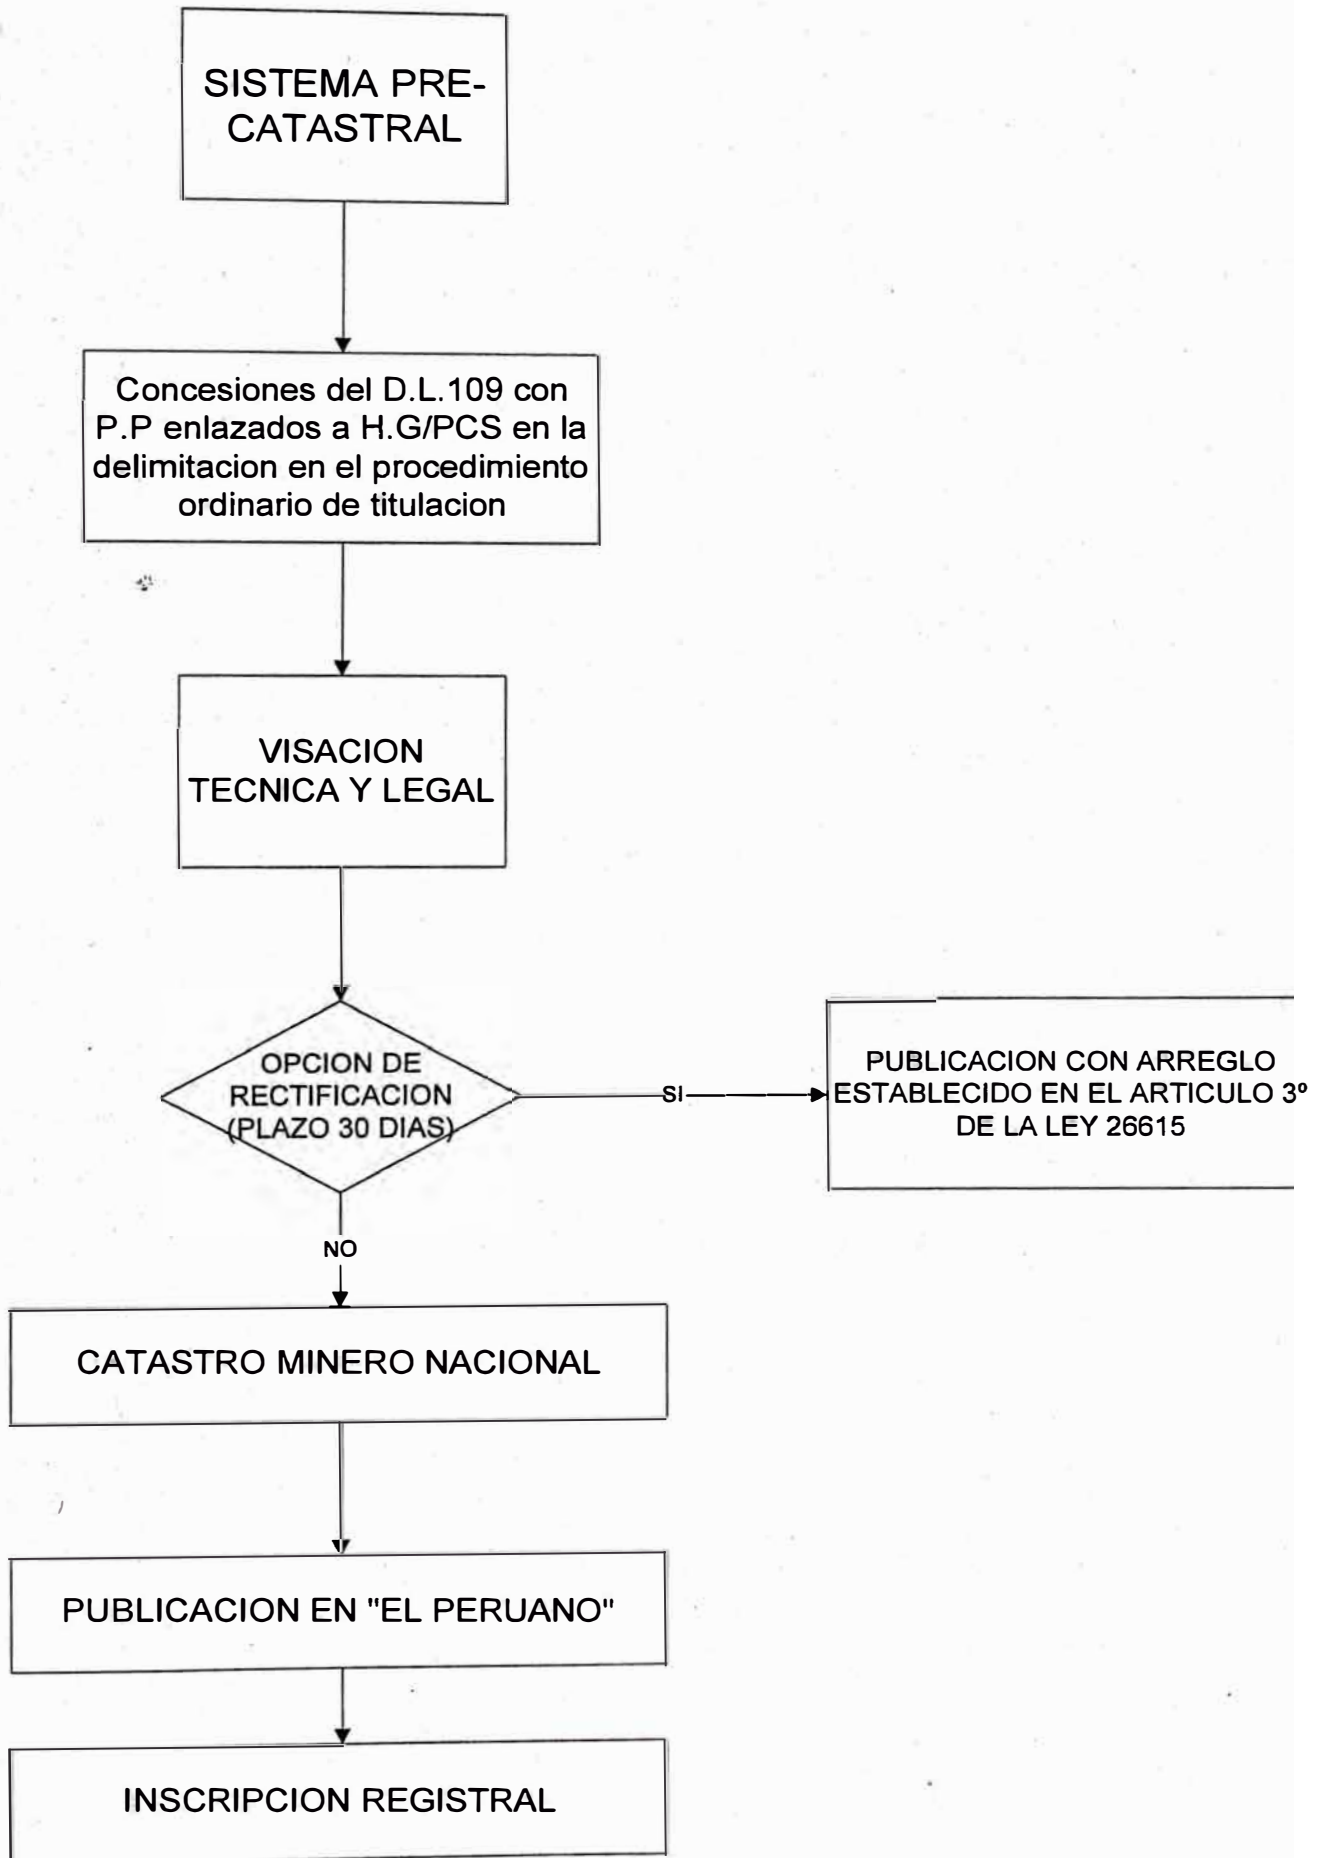 SISTEMA PRE-
CATASTRAL
Concesiones del D.L.109 con
P.P enlazados a H.G/PCS en la
delimitacion en el procedimiento
ordinario de titulacion
VISACION
TECNICA Y LEGAL
OPCION DE
RECTIFICACION
(PLAZO 30 DIAS)
SI
PUBLICACION CON ARREGLO
ESTABLECIDO EN EL ARTICULO 3º
DE LA LEY 26615
NO
CATASTRO MINERO NACIONAL
PUBLICACION EN "EL PERUANO"
INSCRIPCION REGISTRAL